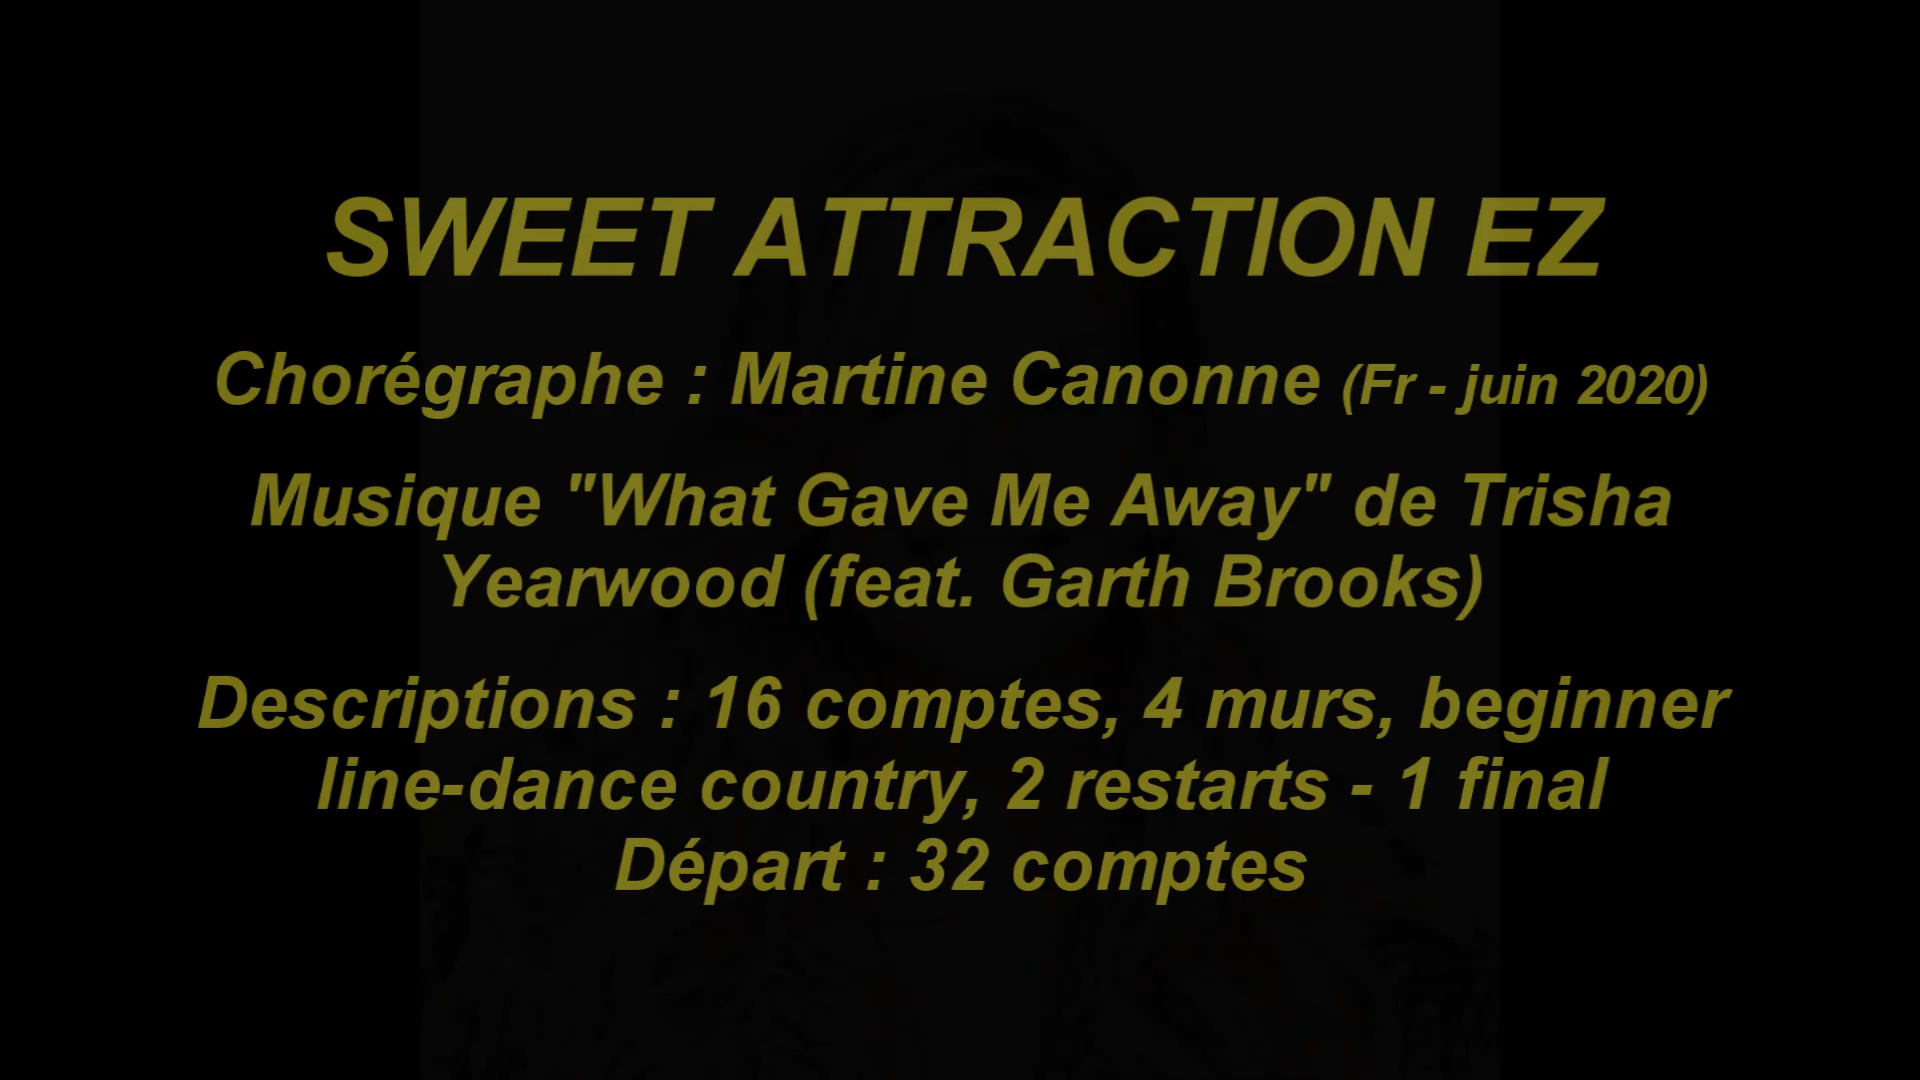 SWEET ATTRACTION EZ
Chorégraphe : Martine Canonne (Fr - juin 2020)
Musique "What Gave Me Away" de Trisha
Yearwood (feat. Garth Brooks)
Descriptions : 16 comptes, 4 murs, beginner
line-dance country, 2 restarts - 1 final
Départ : 32 comptes